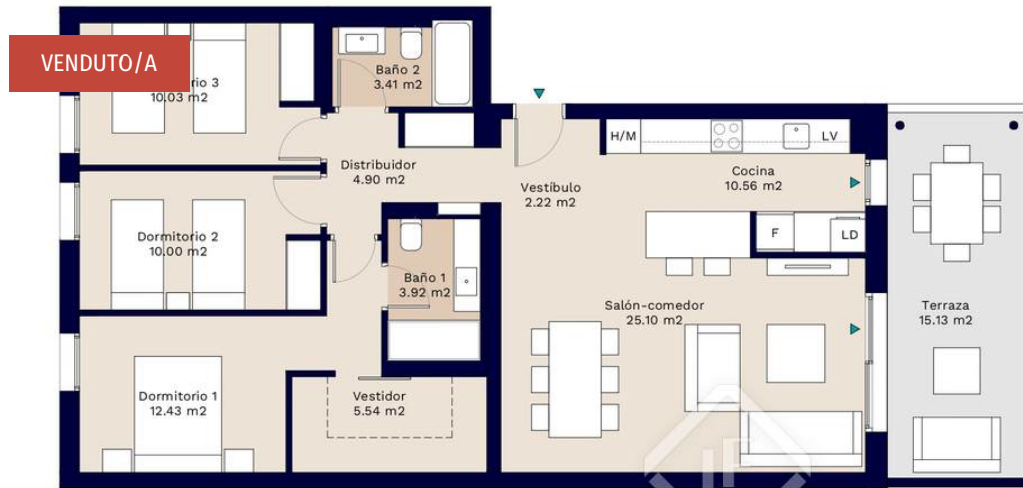 VENDUTO/A
rio 3
10.03 m2
Baño 2
3.41 m2
H/M
LV
Distribuidor
4.90 m2
Vestíbulo
2.22 m2
Cocina
10.56 m2
Dormitorio 2
10.00 m2
F
LD
Baño 1
3.92 m2
Salón-comedor
25.10 m2
Terraza
15.13 m2
Dormitorio 1
12.43 m2
Vestidor
5.54 m2